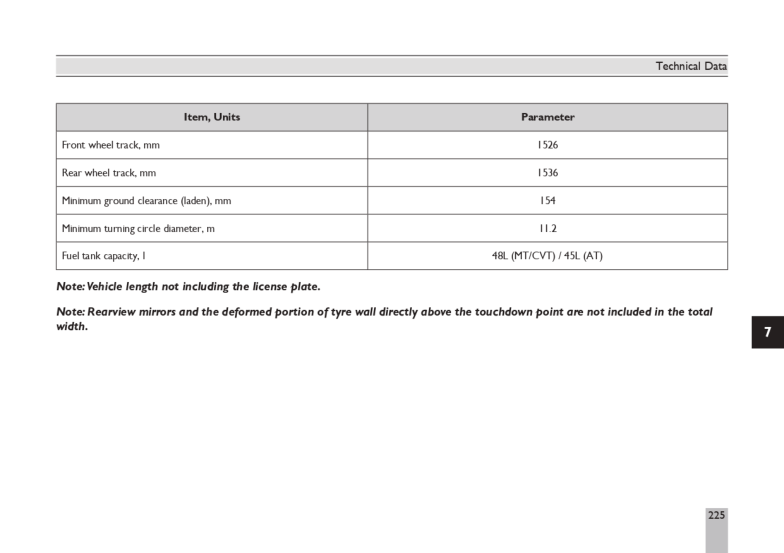 Technical Data
Item, Units Parameter
Front wheel track, mm 1526
Rear wheel track, mm 1536
Minimum ground clearance (laden), mm 154
Minimum turning circle diameter, m 11.2
Fuel tank capacity, l 48L (MT/CVT) / 45L (AT)
Note: Vehicle length not including the license plate.
Note: Rearview mirrors and the deformed portion of tyre wall directly above the touchdown point are not included in the total
width.
7
225